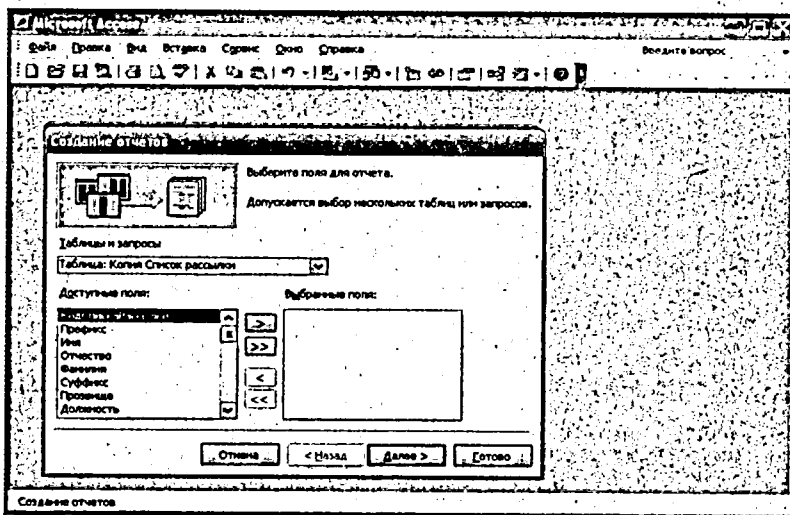 Microsoft Access
Файл Правка Вид Вставка Сервис Окно Справка Введите вопрос
Создание отчетов
Выберите поля для отчета.
Допускается выбор нескольких таблиц или запросов.
Таблицы и запросы
Таблица: Копия Список рассылки
Доступные поля: Выбранные поля:
Префикс
Имя
Отчество
Фамилия
Суффикс
Прозвище
Должность
>
>>
<
<<
Отмена < Назад Далее > Готово
Создание отчетов